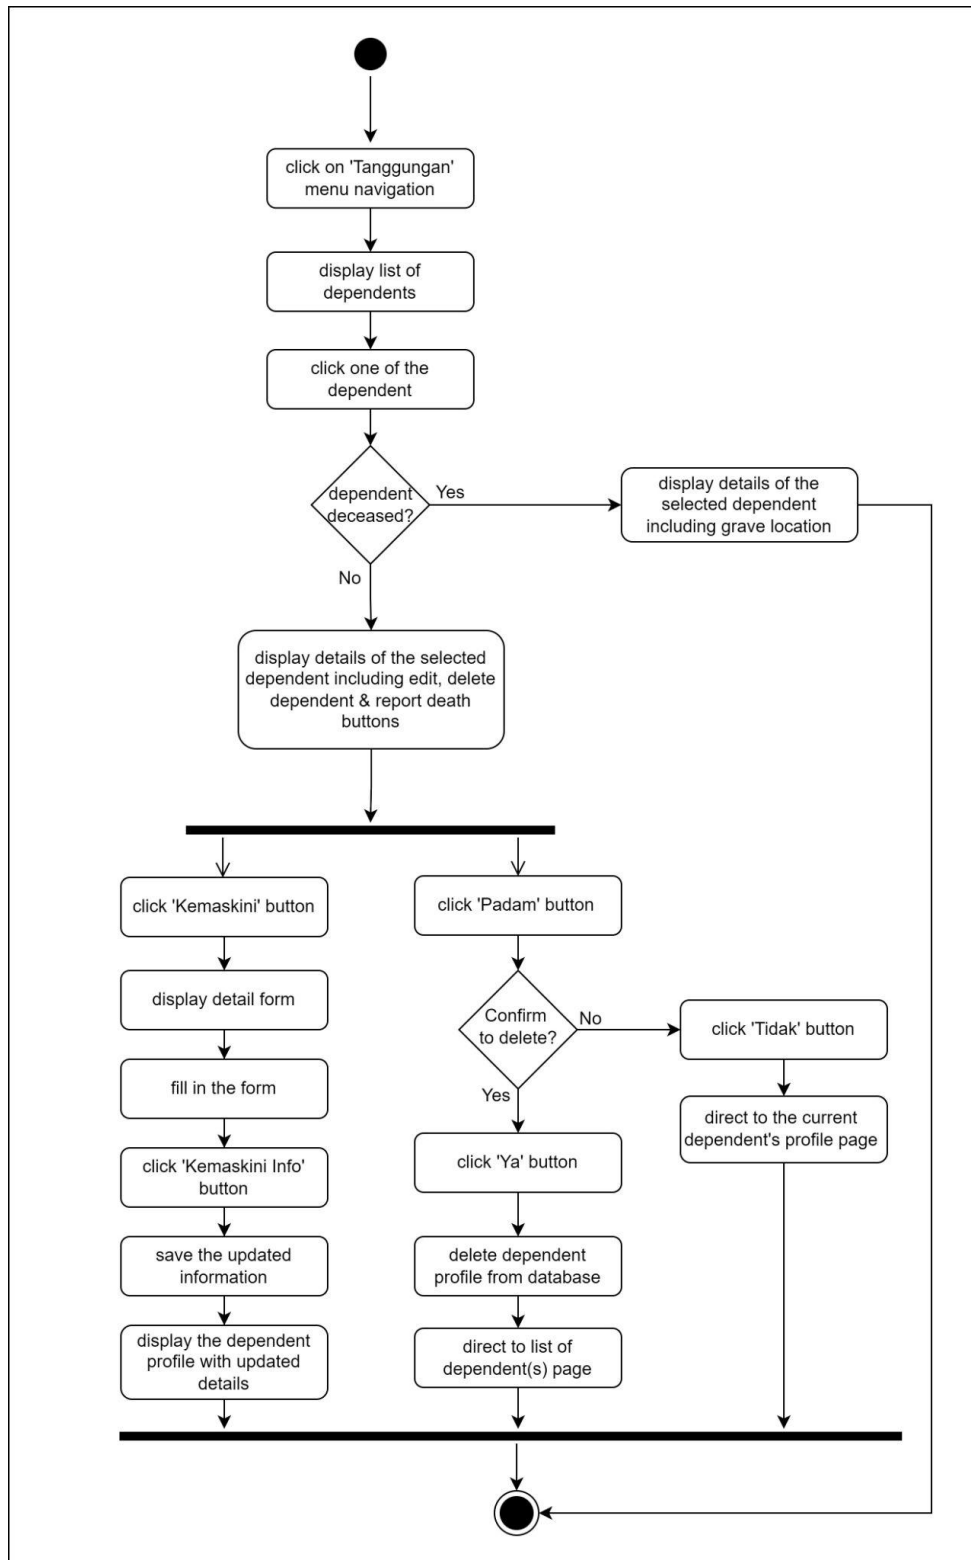 click on 'Tanggungan'
menu navigation
display list of
dependents
click one of the
dependent
dependent
deceased?
Yes
display details of the
selected dependent
including grave location
No
display details of the selected
dependent including edit, delete
dependent & report death
buttons
click 'Kemaskini' button
display detail form
fill in the form
click 'Kemaskini Info'
button
save the updated
information
display the dependent
profile with updated
details
click 'Padam' button
Confirm
to delete?
No
click 'Tidak' button
direct to the current
dependent's profile page
Yes
click 'Ya' button
delete dependent
profile from database
direct to list of
dependent(s) page